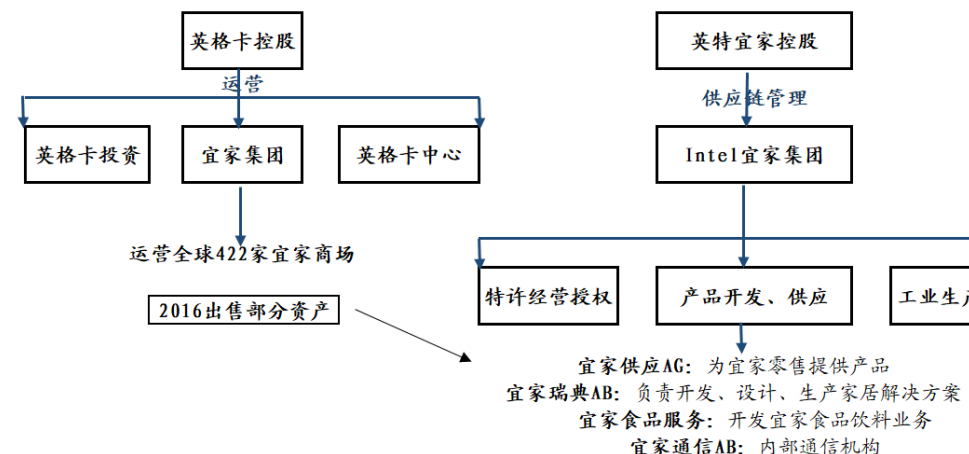 英格卡控股
英特宜家控股
运营
供应链管理
英格卡投资
宜家集团
英格卡中心
Intel宜家集团
运营全球422家宜家商场
特许经营授权
产品开发、供应
工业生产
2016出售部分资产
宜家供应AG：为宜家零售提供产品
宜家瑞典AB：负责开发、设计、生产家居解决方案
宜家食品服务：开发宜家食品饮料业务
宜家通信AB：内部通信机构